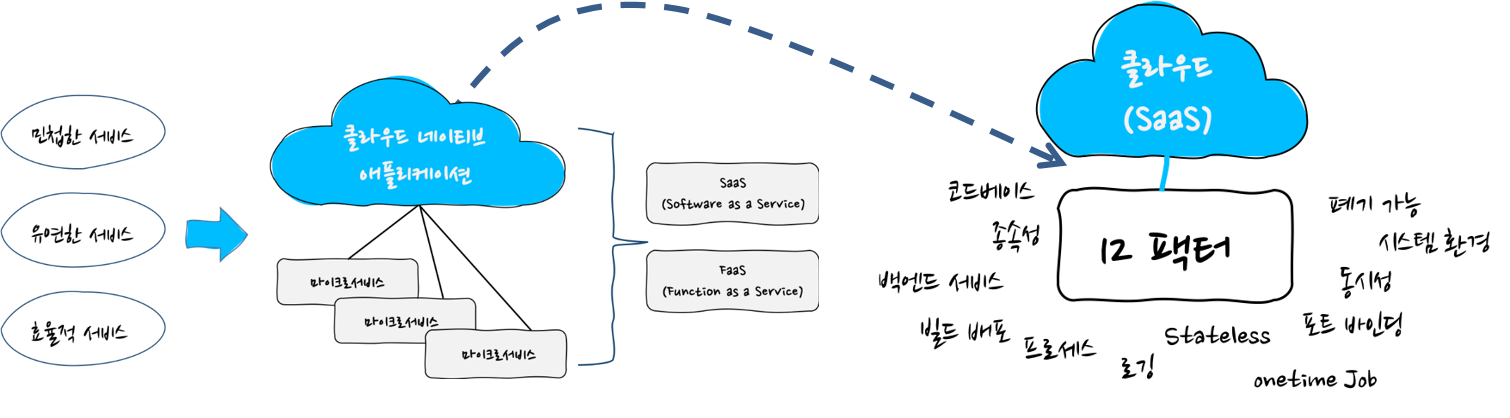 민첩한 서비스
유연한 서비스
효율적 서비스
클라우드 네이티브
애플리케이션
마이크로서비스
마이크로서비스
마이크로서비스
SaaS
(Software as a Service)
FaaS
(Function as a Service)
클라우드
(SaaS)
12 팩터
코드베이스
종속성
백엔드 서비스
빌드 배포
프로세스
로깅
Stateless
폐기 가능
시스템 환경
동시성
포트 바인딩
onetime Job